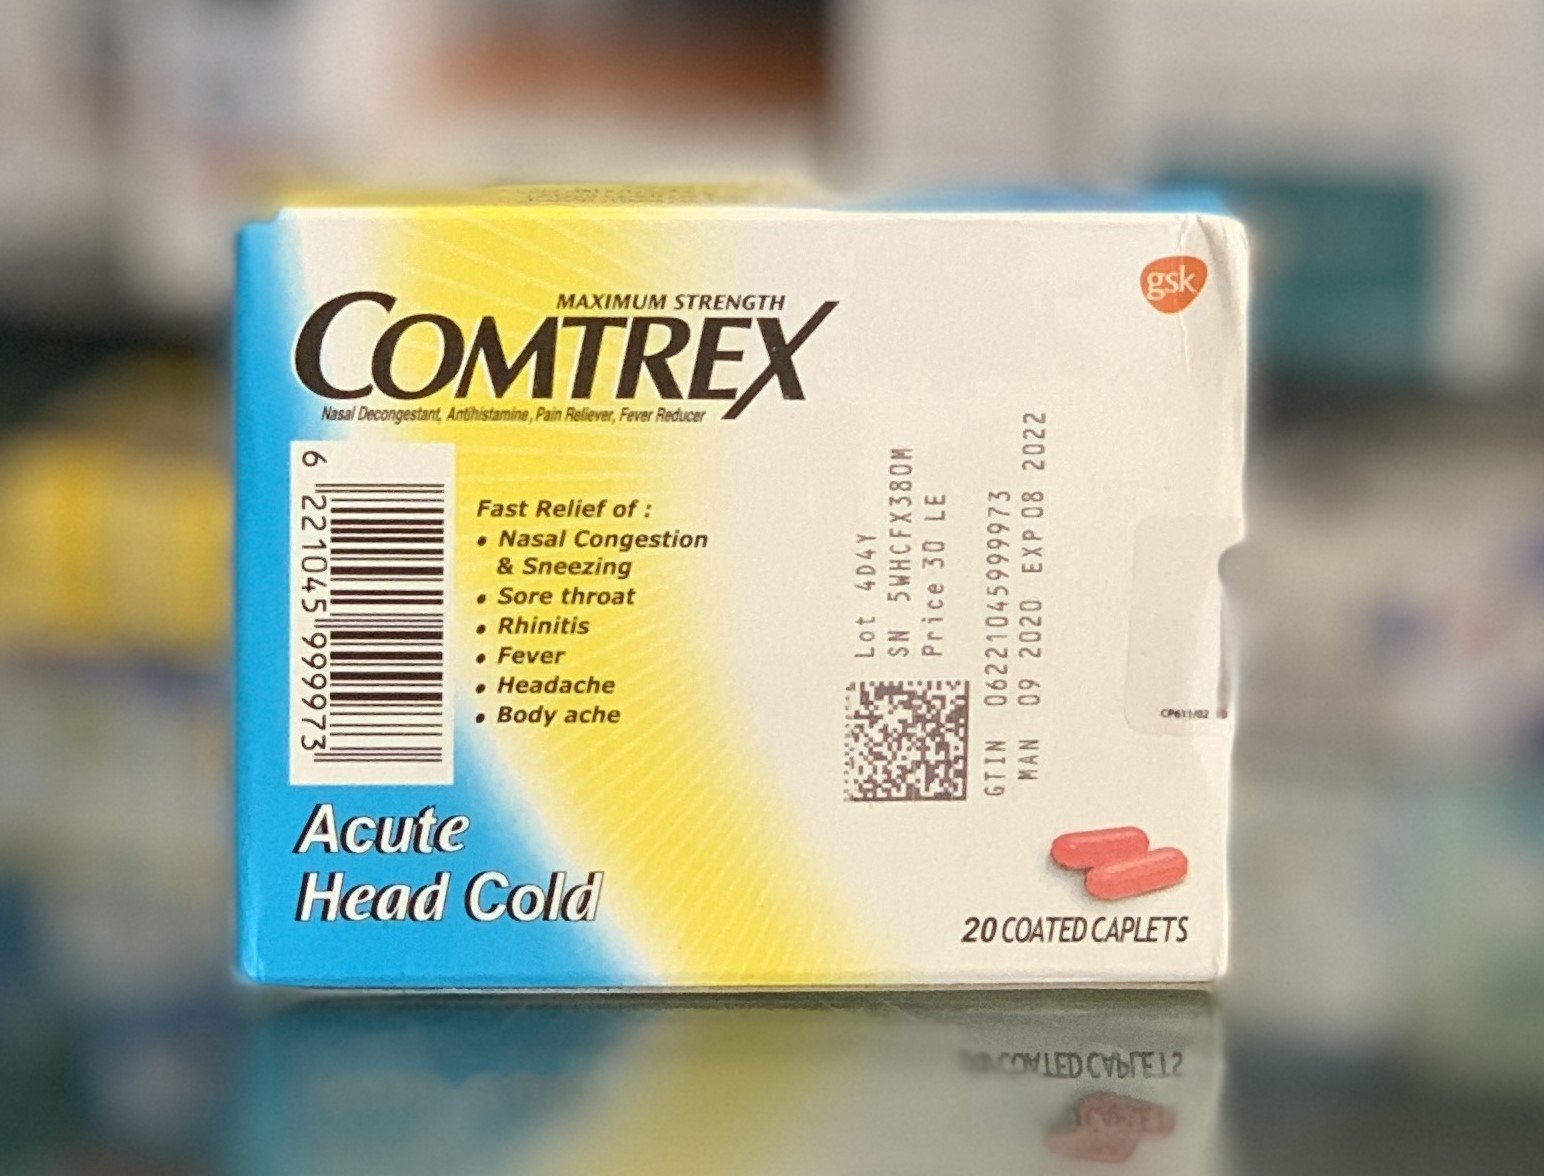 gsk
MAXIMUM STRENGTH
COMTREX
Nasal Decongestant, Antihistamine, Pain Reliever, Fever Reducer
6 221045 999973
Fast Relief of :
• Nasal Congestion
& Sneezing
• Sore throat
• Rhinitis
• Fever
• Headache
• Body ache
Acute
Head Cold
Lot 4D4Y
SN 5WHCFX380M
Price 30 LE
GTIN 06221045999973
MAN 09 2020 EXP 08 2022
CP611/02
20 COATED CAPLETS